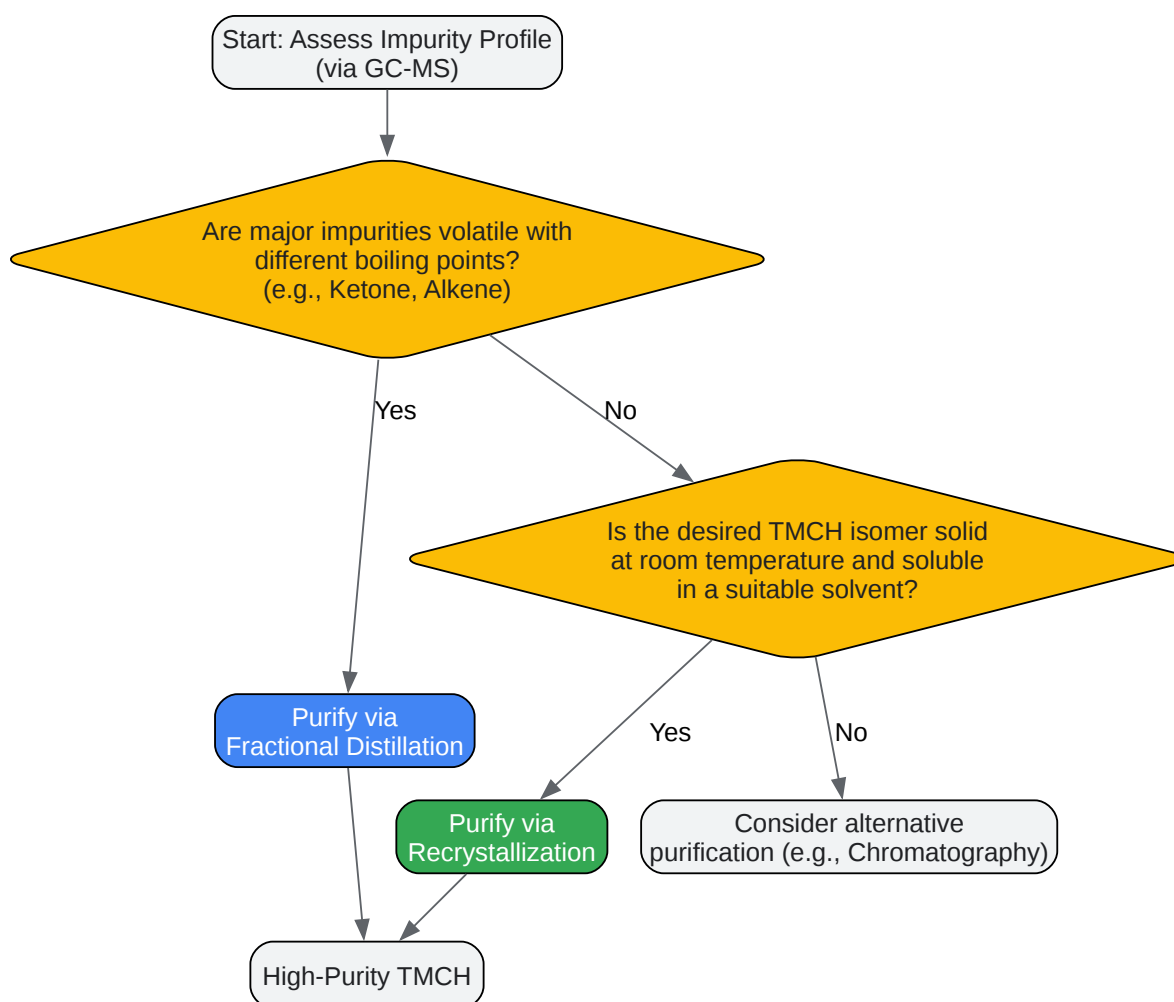 Start: Assess Impurity Profile
(via GC-MS)
Are major impurities volatile with
different boiling points?
(e.g., Ketone, Alkene)
Yes
No
Is the desired TMCH isomer solid
at room temperature and soluble
in a suitable solvent?
Purify via
Fractional Distillation
Yes
No
Purify via
Recrystallization
Consider alternative
purification (e.g., Chromatography)
High-Purity TMCH